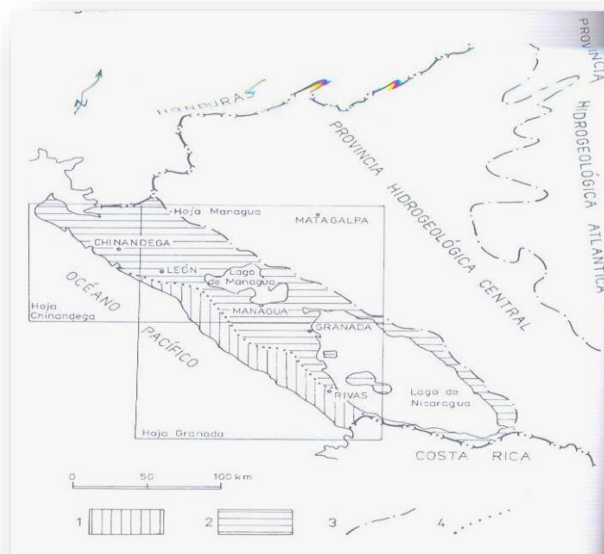 PROVINCIA
HIDROGEOLÓGICA ATLÁNTICA
N
HONDURAS
PROVINCIA HIDROGEOLÓGICA CENTRAL
Hoja Managua
MATAGALPA
CHINANDEGA
LEÓN
Lago
de Managua
OCÉANO
PACÍFICO
MANAGUA
Hoja
Chinandega
GRANADA
Lago de
Nicaragua
RIVAS
Hoja Granada
COSTA RICA
0 50 100 km
1 2 3 4